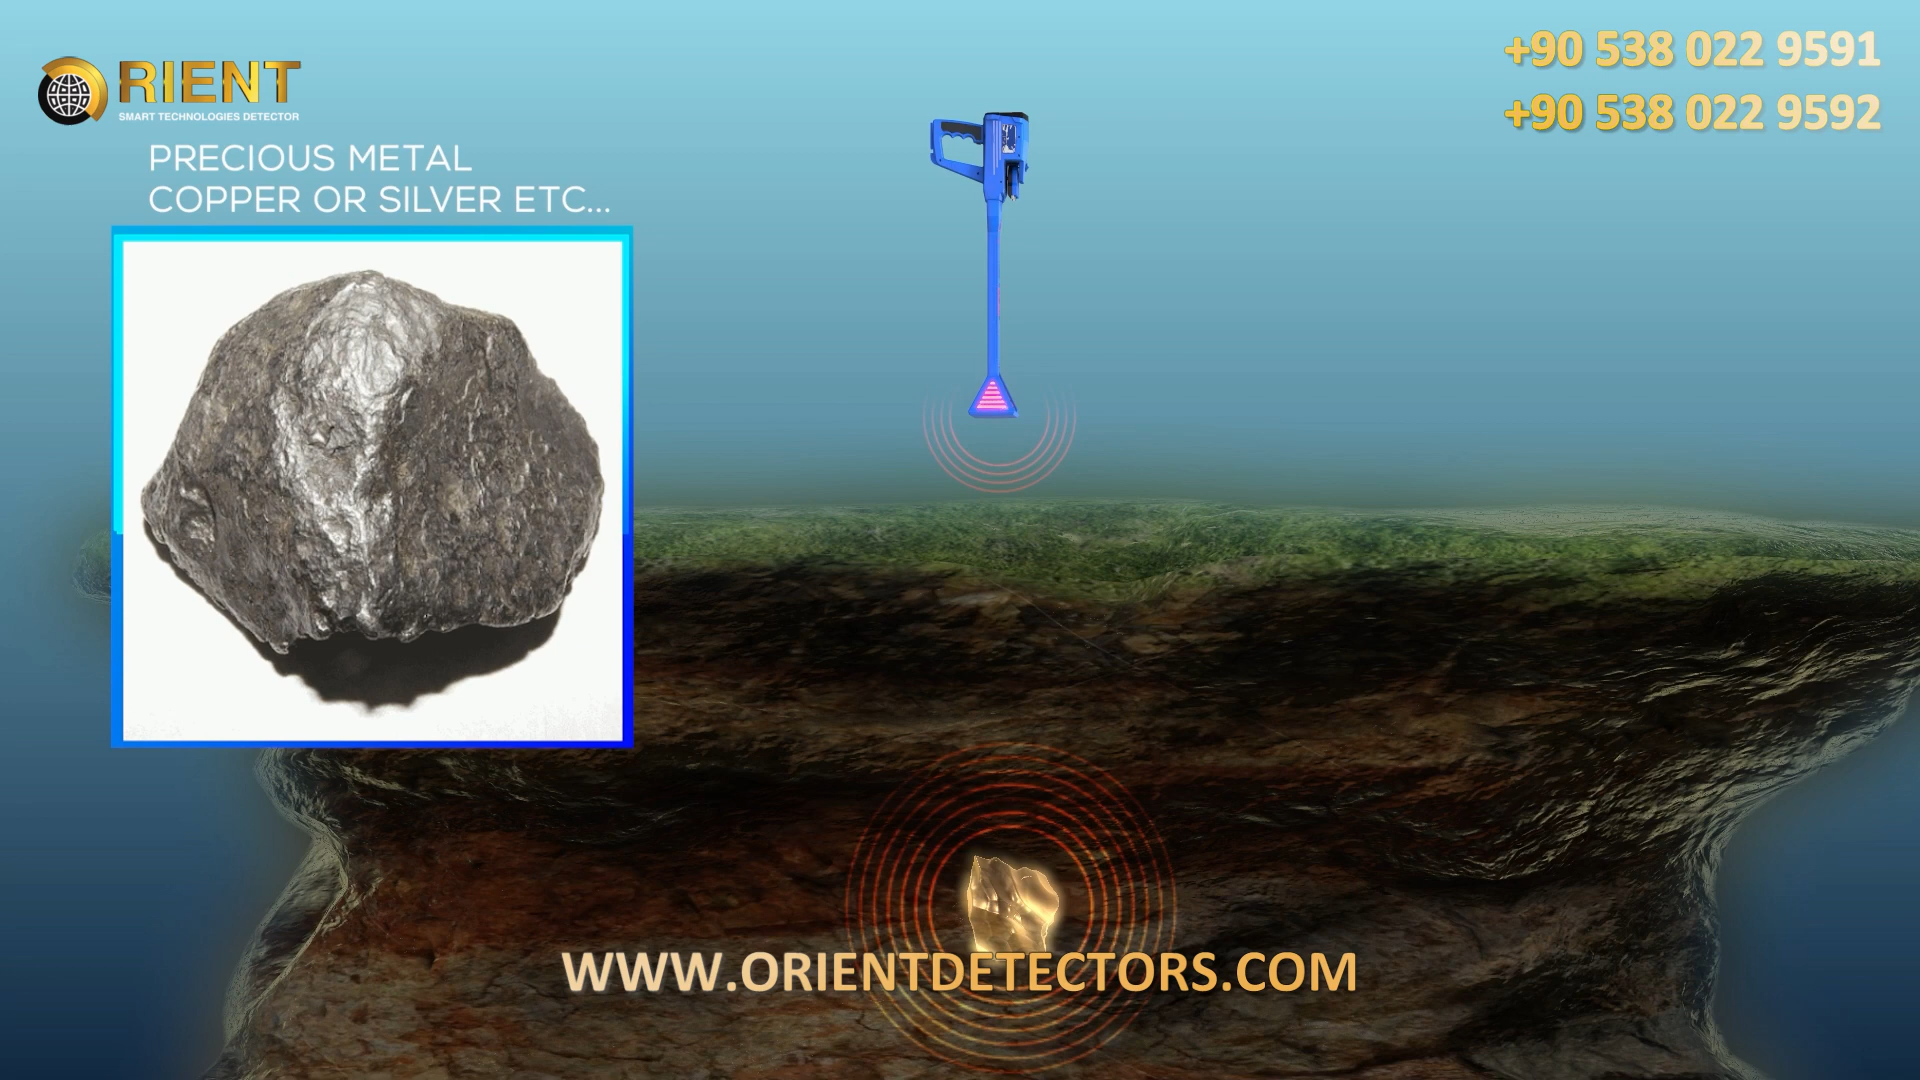 ORIENT
SMART TECHNOLOGIES DETECTOR
+90 538 022 9591
+90 538 022 9592
PRECIOUS METAL
COPPER OR SILVER ETC...
WWW.ORIENTDETECTORS.COM